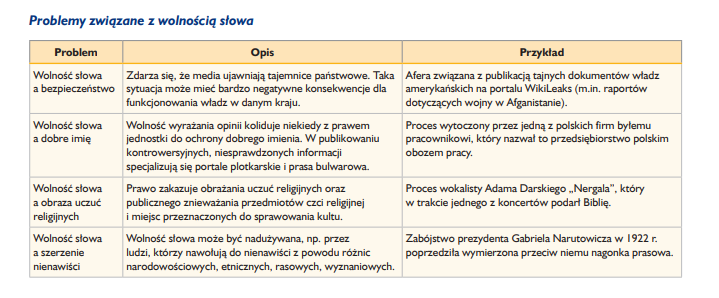 Problemy związane z wolnością słowa
Problem
Opis
Przykład
Wolność słowa
a bezpieczeństwo
Zdarza się, że media ujawniają tajemnice państwowe. Taka
sytuacja może mieć bardzo negatywne konsekwencje dla
funkcjonowania władz w danym kraju.
Afera związana z publikacją tajnych dokumentów władz
amerykańskich na portalu WikiLeaks (m.in. raportów
dotyczących wojny w Afganistanie).
Wolność słowa
a dobre imię
Wolność wyrażania opinii koliduje niekiedy z prawem
jednostki do ochrony dobrego imienia. W publikowaniu
kontrowersyjnych, niesprawdzonych informacji
specjalizują się portale plotkarskie i prasa bulwarowa.
Proces wytoczony przez jedną z polskich firm byłemu
pracownikowi, który nazwał to przedsiębiorstwo polskim
obozem pracy.
Wolność słowa
a obraza uczuć
religijnych
Prawo zakazuje obrażania uczuć religijnych oraz
publicznego znieważania przedmiotów czci religijnej
i miejsc przeznaczonych do sprawowania kultu.
Proces wokalisty Adama Darskiego „Nergala”, który
w trakcie jednego z koncertów podarł Biblię.
Wolność słowa
a szerzenie
nienawiści
Wolność słowa może być nadużywana, np. przez
ludzi, którzy nawołują do nienawiści z powodu różnic
narodowościowych, etnicznych, rasowych, wyznaniowych.
Zabójstwo prezydenta Gabriela Narutowicza w 1922 r.
poprzedziła wymierzona przeciw niemu nagonka prasowa.